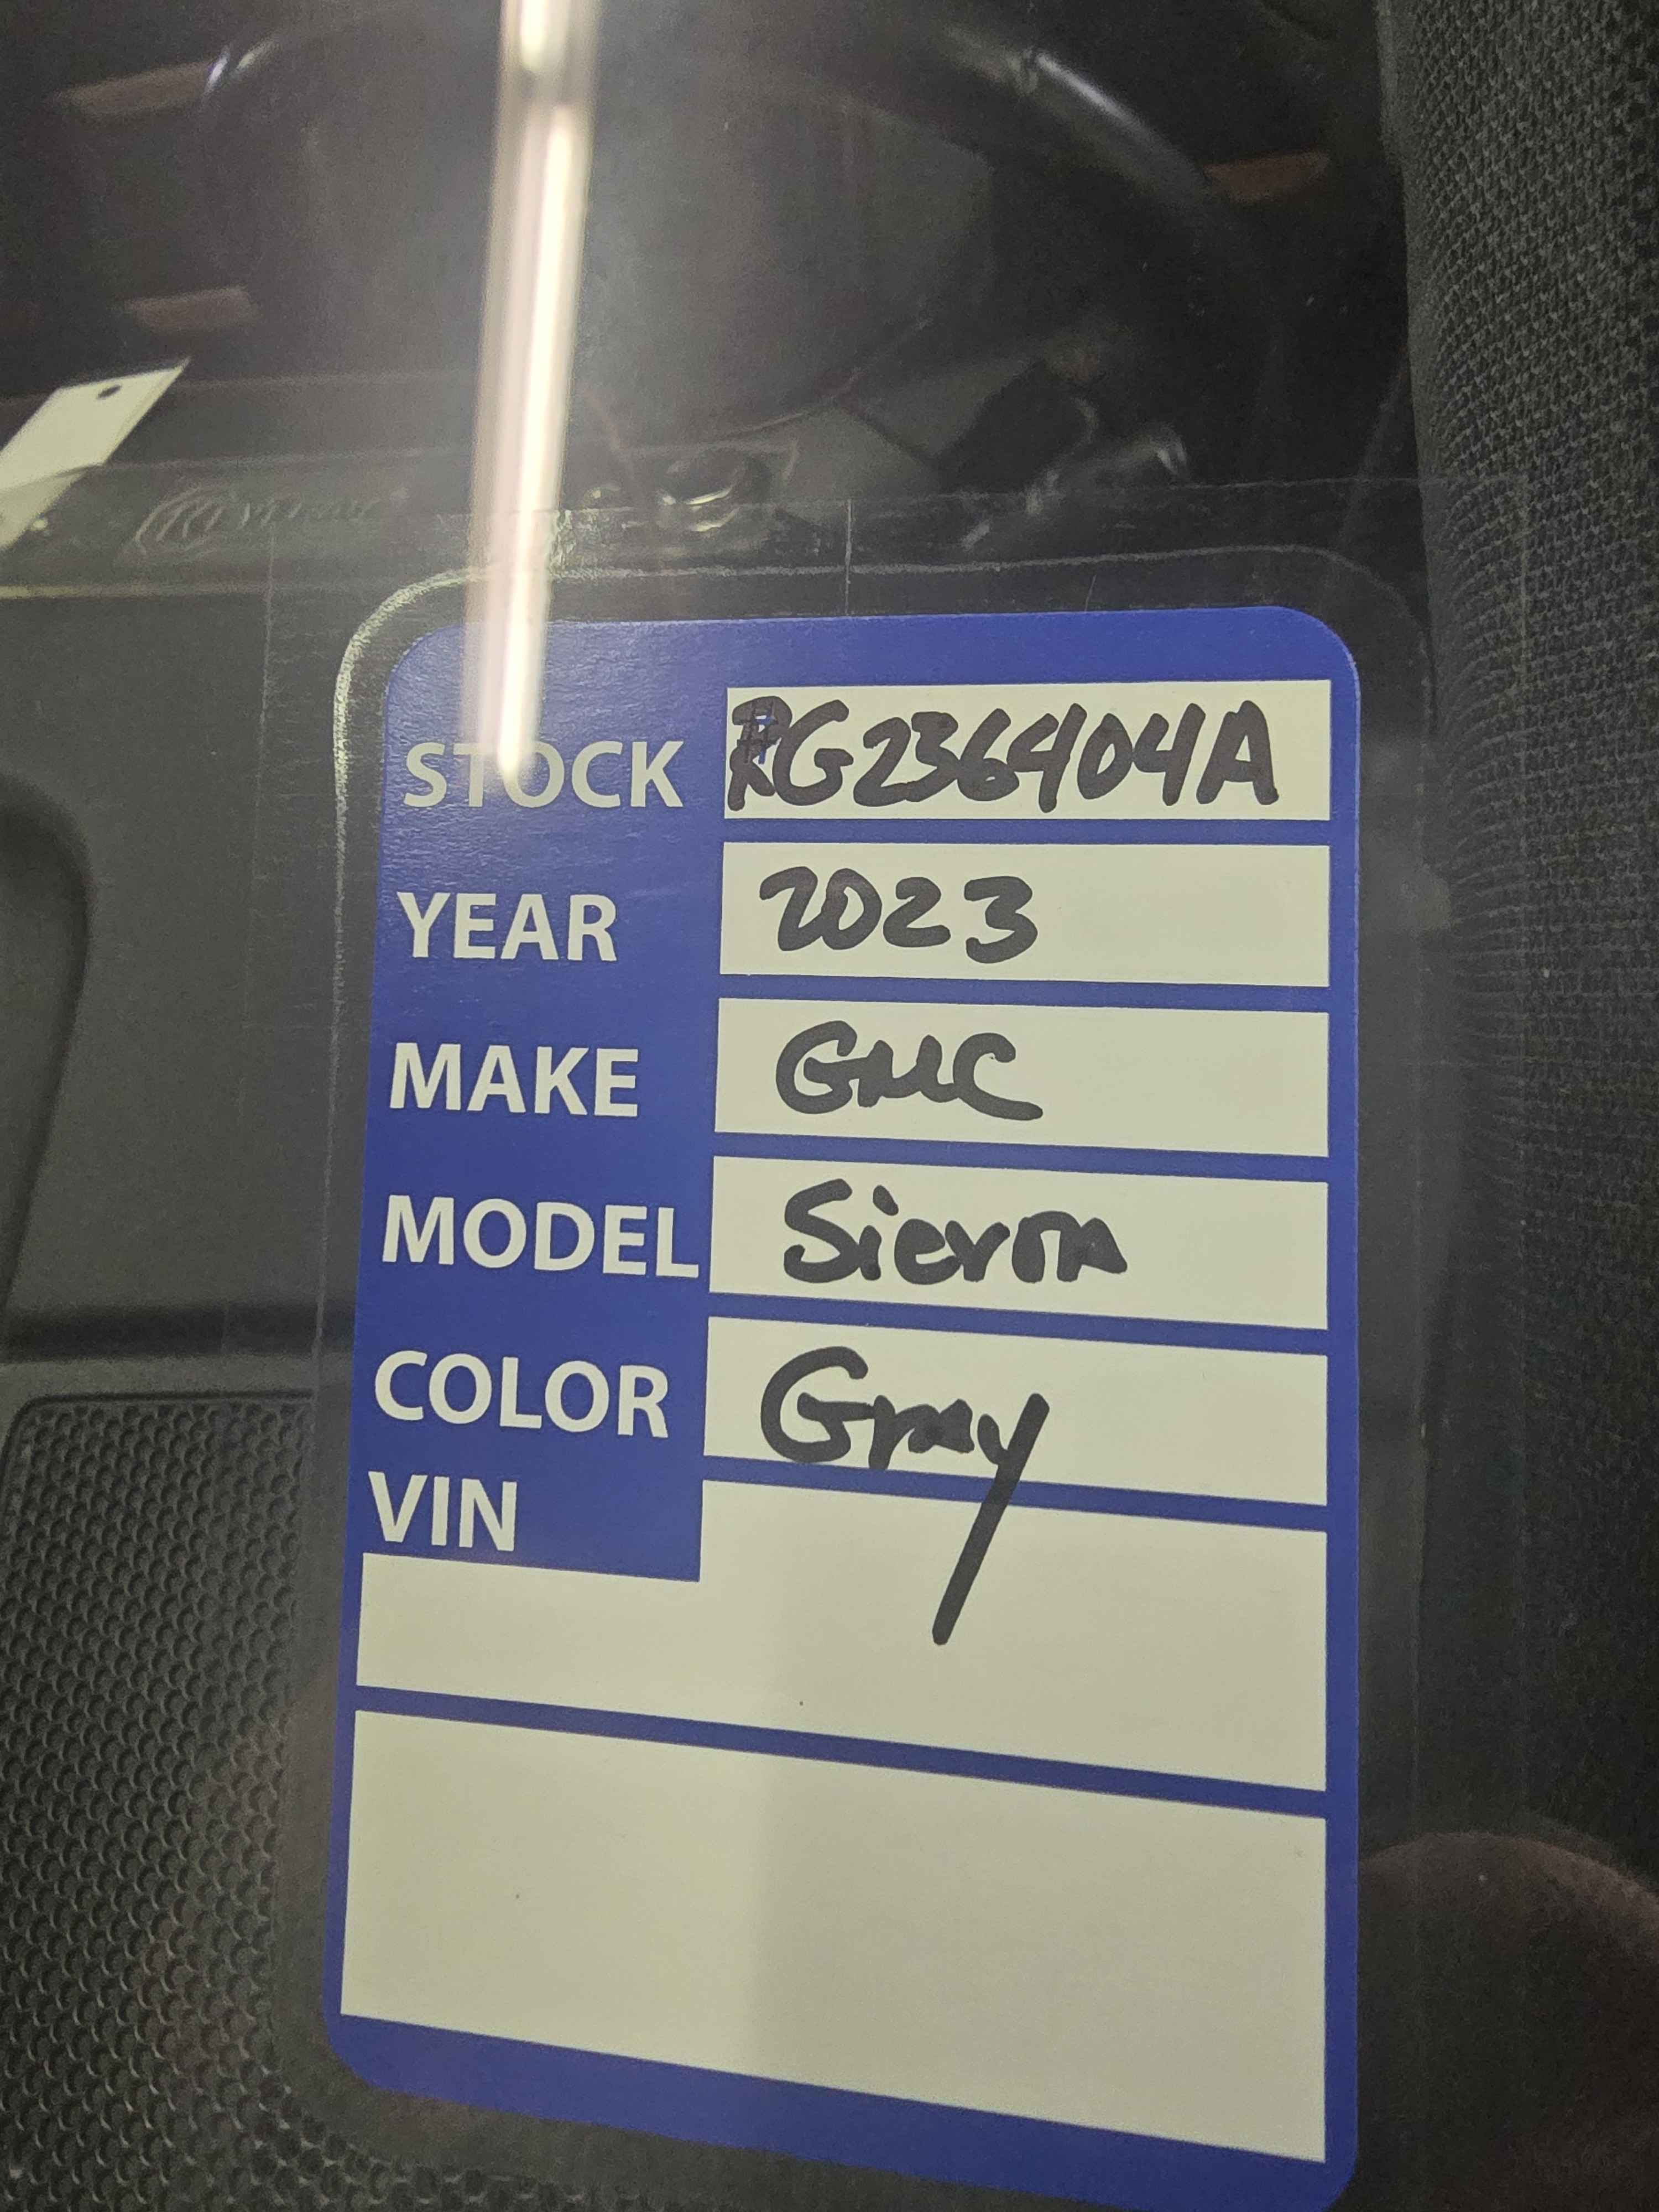 STOCK # RG236404A
YEAR 2023
MAKE GMC
MODEL Sierra
COLOR Gray
VIN